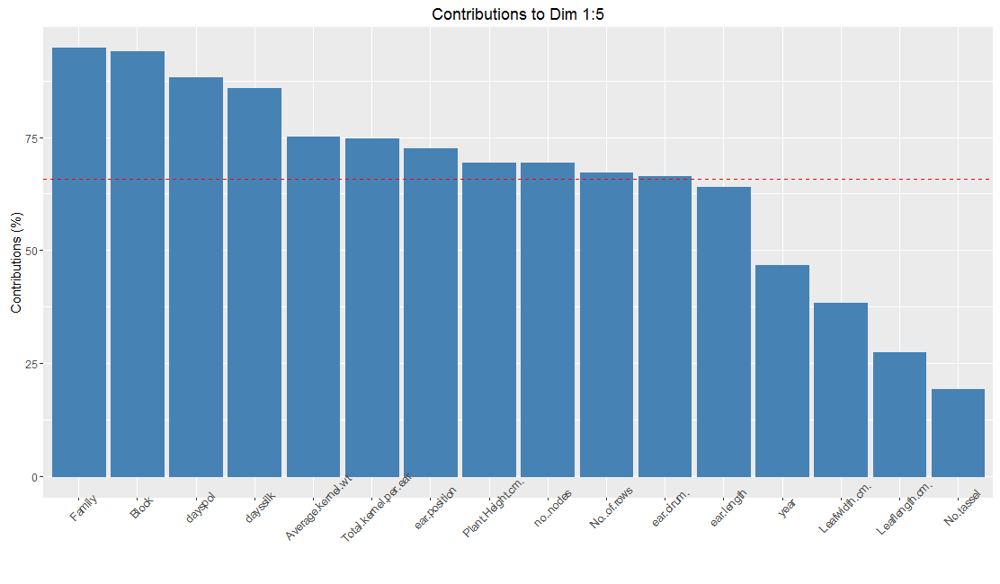 Contributions to Dim 1:5
Contributions (%)
75
50
25
0
Family
Block
dayspol
dayssilk
Average.kernel.wt
Total.kernel.per.ear
ear.position
Plant.Height.cm.
no..nodes
No..of.rows
ear.drum.
ear.length
year
Leafwidth.cm.
Leaflength.cm.
No.tassel